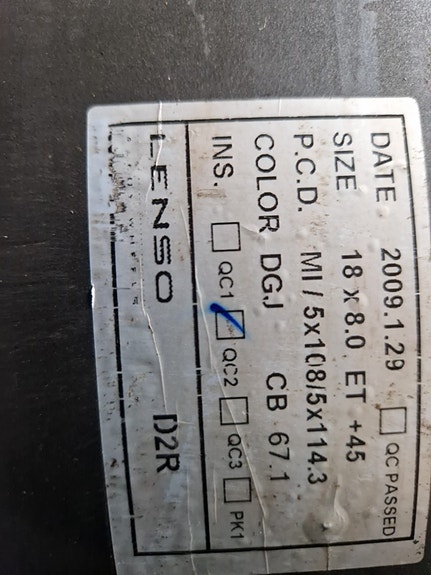 DATE 2009.1.29 QC PASSED
SIZE 18 x 8.0 ET +45
P.C.D. MI / 5x108/5x114.3
COLOR DGJ CB 67.1
INS. QC1 QC2 QC3 PK1
LENSO D2R